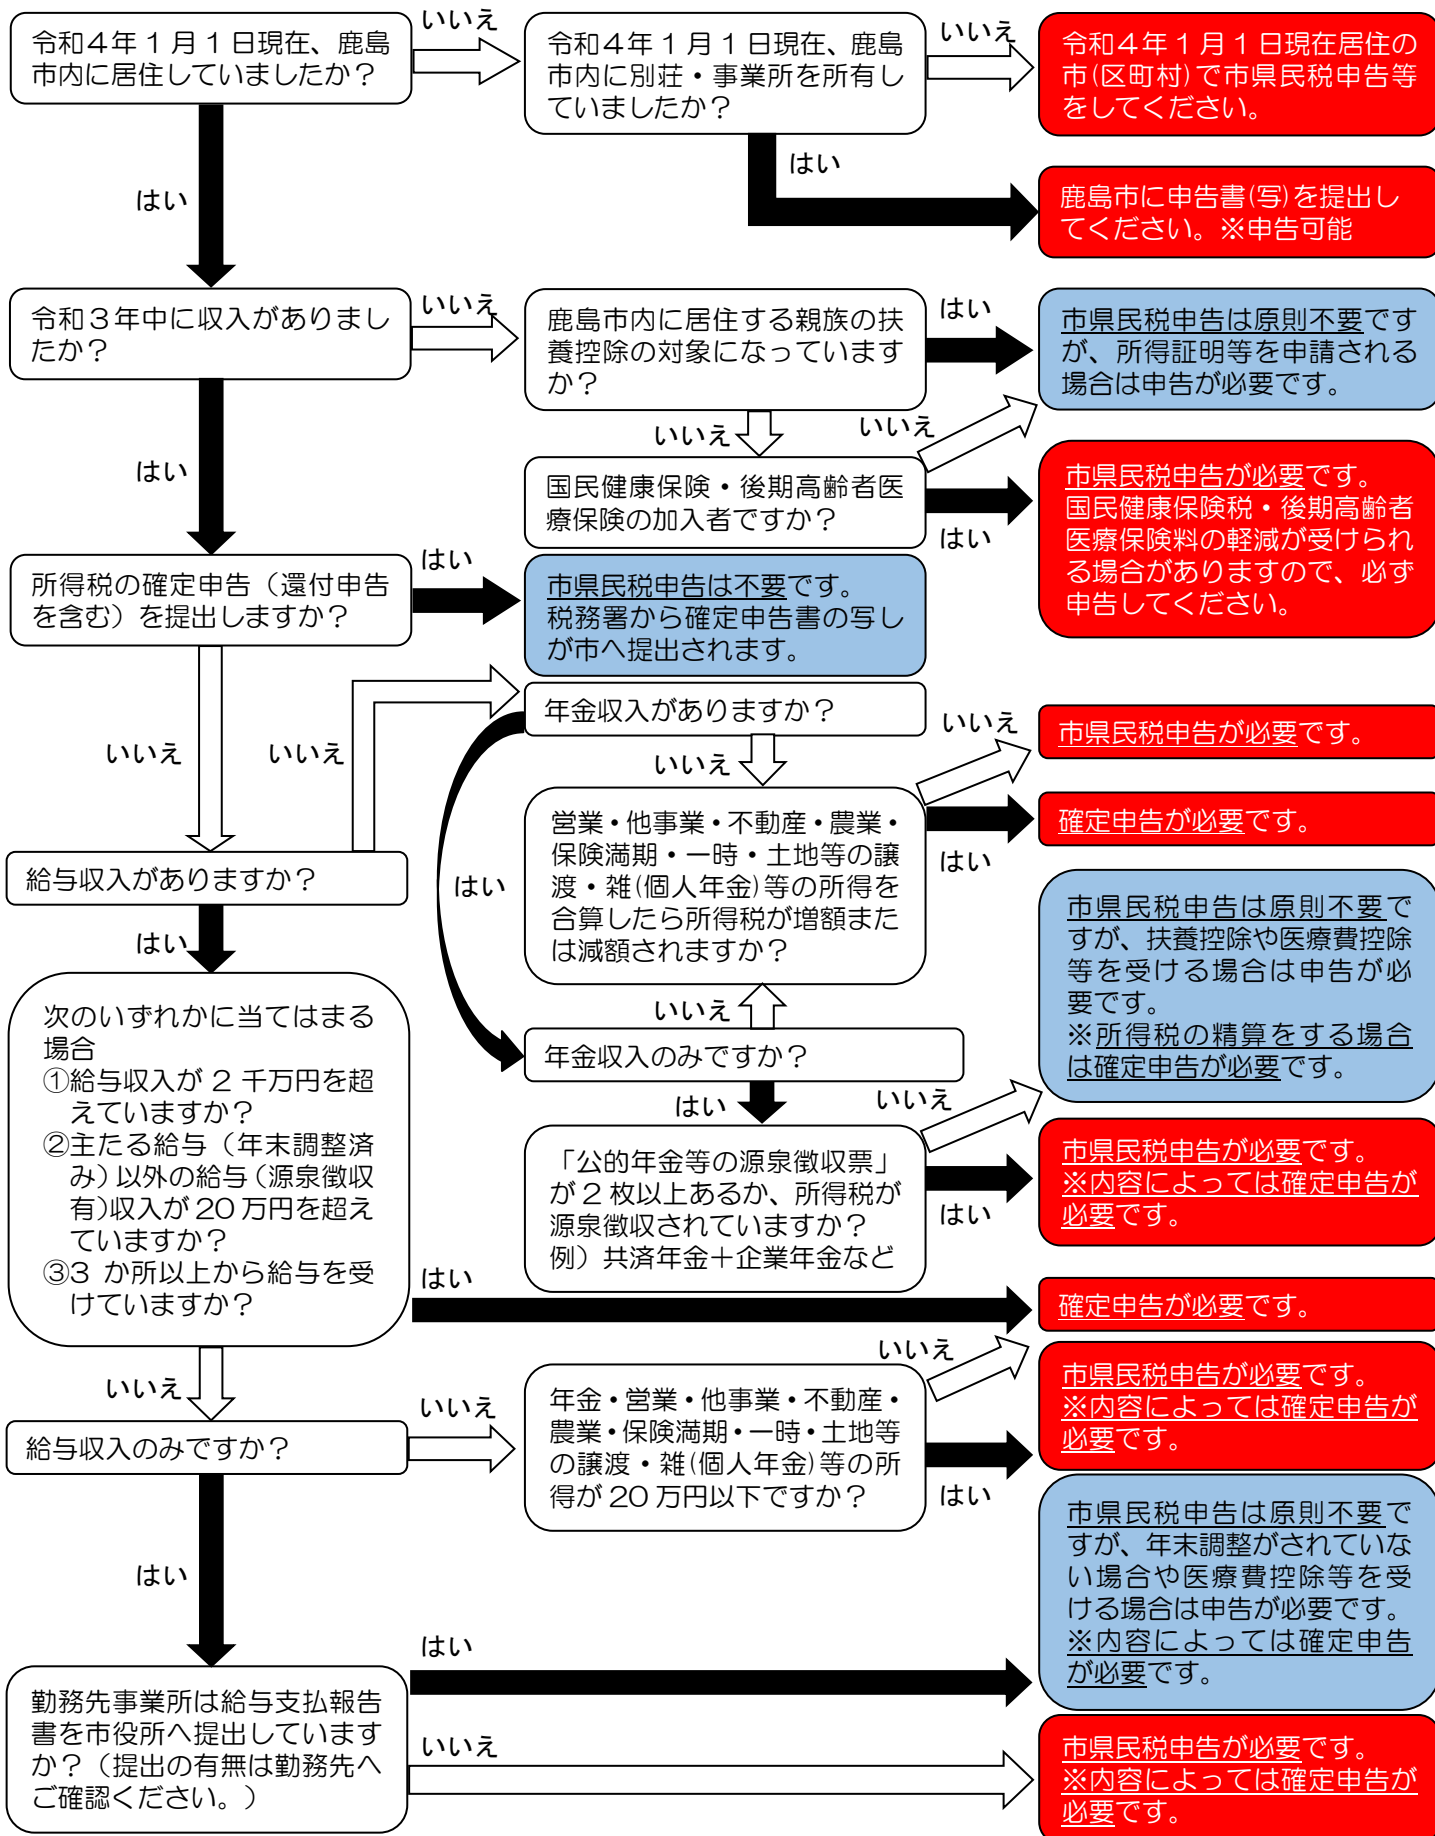 令和４年１月１日現在、鹿島
市内に居住していましたか？
いいえ
令和４年１月１日現在、鹿島
市内に別荘・事業所を所有し
ていましたか？
いいえ
令和４年１月１日現在居住の
市(区町村)で市県民税申告等
をしてください。
はい
はい
鹿島市に申告書(写)を提出し
てください。※申告可能
令和３年中に収入がありまし
たか？
いいえ
鹿島市内に居住する親族の扶
養控除の対象になっています
か？
はい
市県民税申告は原則不要です
が、所得証明等を申請される
場合は申告が必要です。
いいえ
いいえ
はい
国民健康保険・後期高齢者医
療保険の加入者ですか？
はい
市県民税申告が必要です。
国民健康保険税・後期高齢者
医療保険料の軽減が受けられ
る場合がありますので、必ず
申告してください。
所得税の確定申告（還付申告
を含む）を提出しますか？
はい
市県民税申告は不要です。
税務署から確定申告書の写し
が市へ提出されます。
いいえ
いいえ
年金収入がありますか？
いいえ
いいえ
市県民税申告が必要です。
営業・他事業・不動産・農業・
保険満期・一時・土地等の譲
渡・雑(個人年金)等の所得を
合算したら所得税が増額また
は減額されますか？
はい
確定申告が必要です。
給与収入がありますか？
はい
はい
いいえ
年金収入のみですか？
はい
いいえ
市県民税申告は原則不要で
すが、扶養控除や医療費控除
等を受ける場合は申告が必
要です。
※所得税の精算をする場合
は確定申告が必要です。
次のいずれかに当てはまる
場合
①給与収入が２千万円を超
えていますか？
②主たる給与（年末調整済
み）以外の給与（源泉徴収
有)収入が20万円を超え
ていますか？
③３か所以上から給与を受
けていますか？
「公的年金等の源泉徴収票」
が２枚以上あるか、所得税が
源泉徴収されていますか？
例）共済年金＋企業年金など
はい
市県民税申告が必要です。
※内容によっては確定申告が
必要です。
はい
確定申告が必要です。
いいえ
給与収入のみですか？
いいえ
年金・営業・他事業・不動産・
農業・保険満期・一時・土地等
の譲渡・雑(個人年金)等の所
得が20万円以下ですか？
いいえ
はい
市県民税申告が必要です。
※内容によっては確定申告が
必要です。
はい
勤務先事業所は給与支払報告
書を市役所へ提出しています
か？（提出の有無は勤務先へ
ご確認ください。）
はい
市県民税申告は原則不要で
すが、年末調整がされていな
い場合や医療費控除等を受
ける場合は申告が必要です。
※内容によっては確定申告
が必要です。
いいえ
市県民税申告が必要です。
※内容によっては確定申告が
必要です。